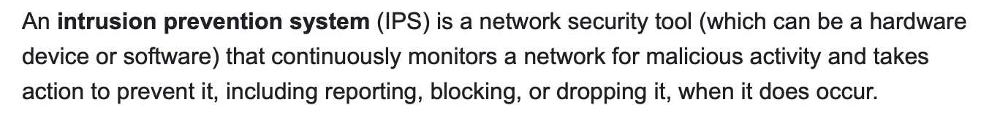 An intrusion prevention system (IPS) is a network security tool (which can be a hardware
device or software) that continuously monitors a network for malicious activity and takes
action to prevent it, including reporting, blocking, or dropping it, when it does occur.